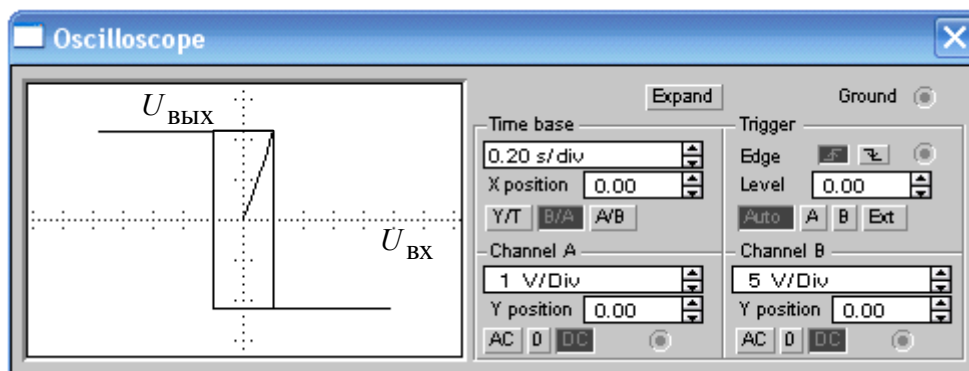 Oscilloscope
U вых
U вх
Expand
Ground
Time base
Trigger
0.20 s/div
Edge
X position 0.00
Level 0.00
Y/T B/A A/B
Auto A B Ext
Channel A
Channel B
1 V/Div
5 V/Div
Y position 0.00
Y position 0.00
AC 0 DC
AC 0 DC